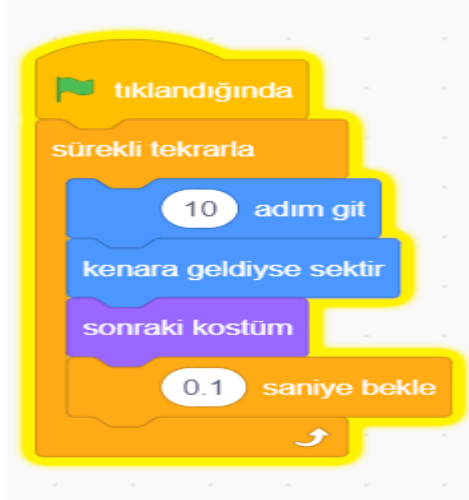 tıklandığında
sürekli tekrarla
10 adım git
kenara geldiyse sektir
sonraki kostüm
0.1 saniye bekle